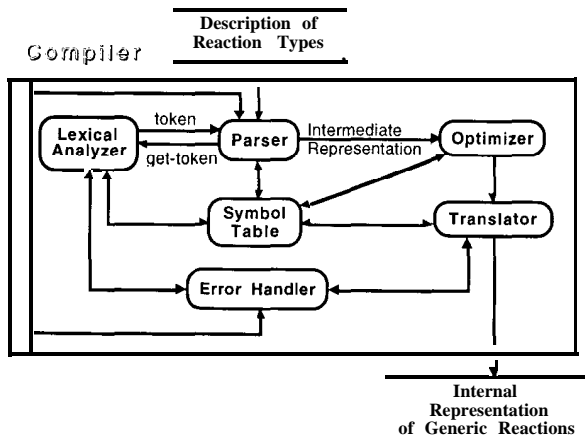 Description of
Reaction Types
Compiler
token
Lexical
Analyzer
get-token
Parser
Intermediate
Representation
Optimizer
Symbol
Table
Translator
Error Handler
Internal
Representation
of Generic Reactions